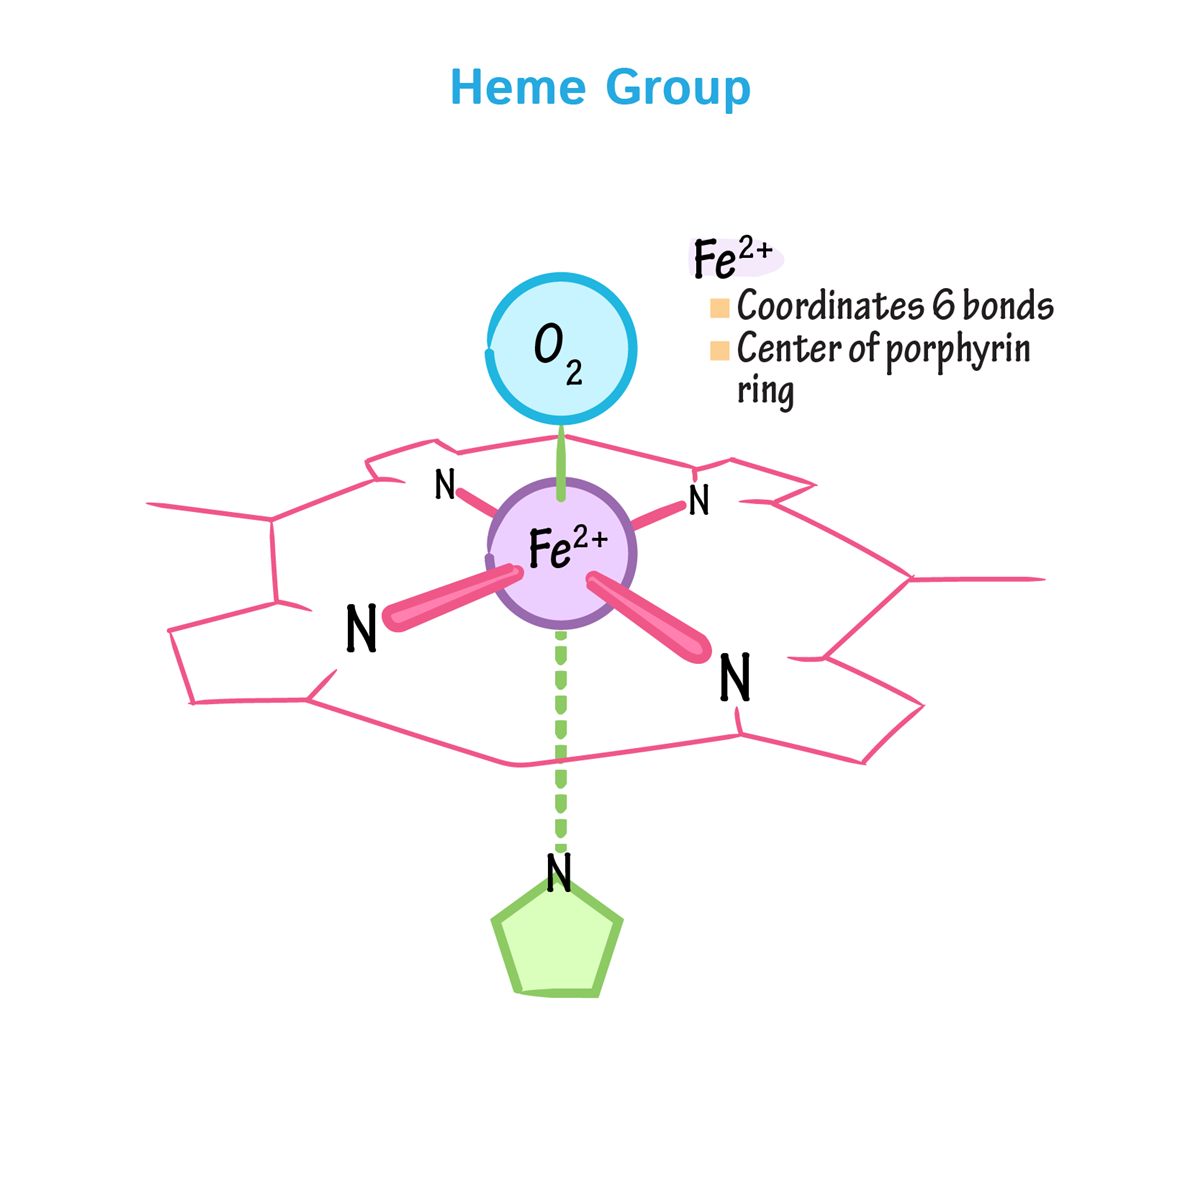 Heme Group
Fe2+
Coordinates 6 bonds
Center of porphyrin
ring
O2
N
N
Fe2+
N
N
N